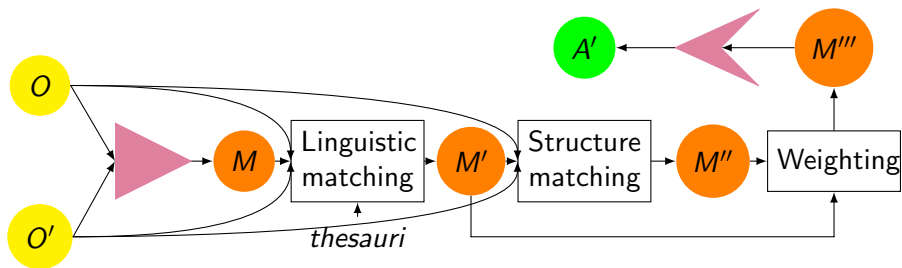 A′
M‴
O
Linguistic
matching
Structure
matching
M
M′
M″
Weighting
O′
thesauri